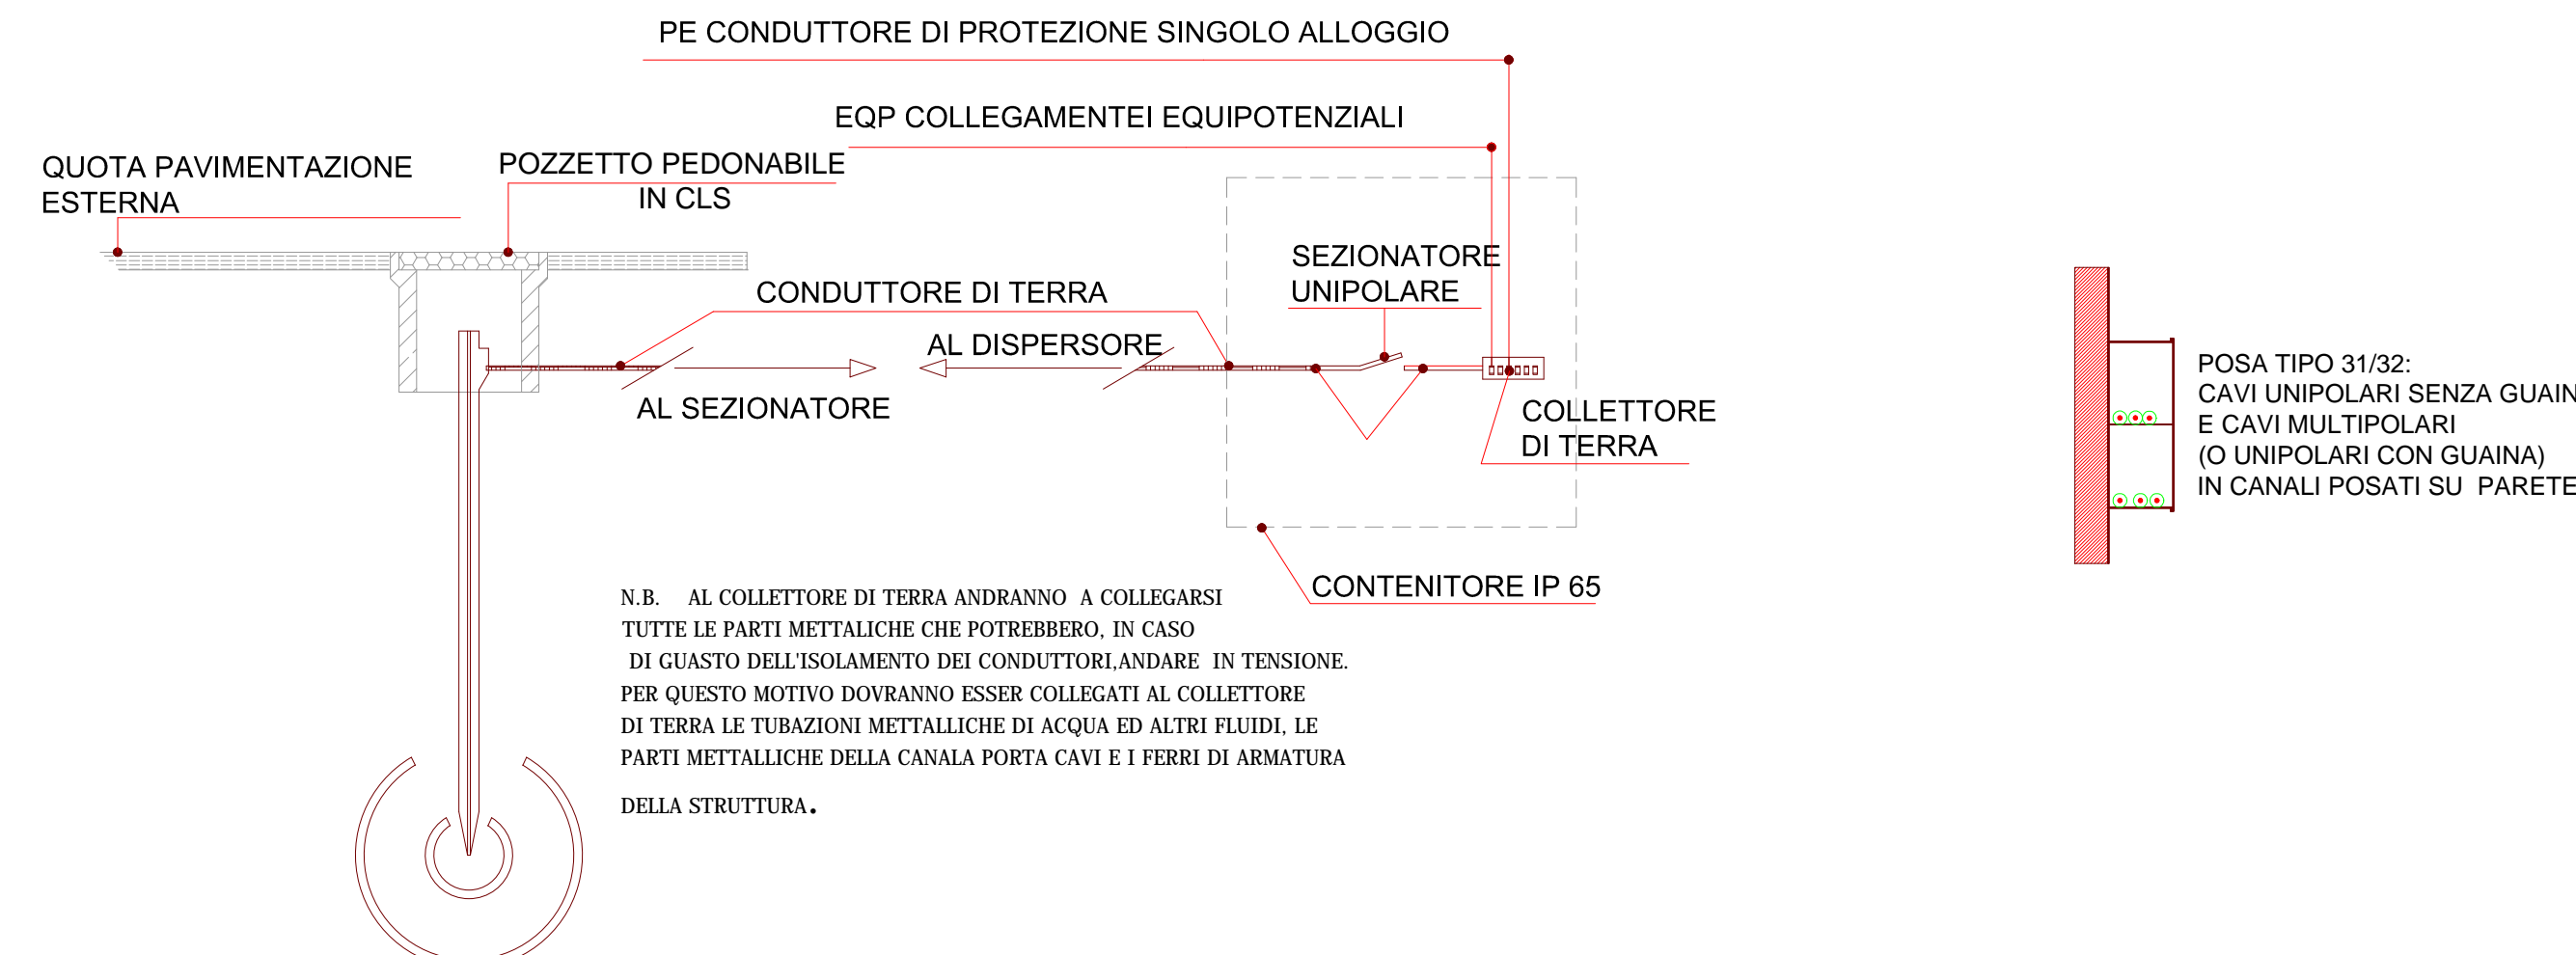 PE CONDUTTORE DI PROTEZIONE SINGOLO ALLOGGIO
EQP COLLEGAMENTEI EQUIPOTENZIALI
QUOTA PAVIMENTAZIONE
ESTERNA
POZZETTO PEDONABILE
IN CLS
CONDUTTORE DI TERRA
SEZIONATORE
UNIPOLARE
AL DISPERSORE
AL SEZIONATORE
COLLETTORE
DI TERRA
CONTENITORE IP 65
N.B. AL COLLETTORE DI TERRA ANDRANNO A COLLEGARSI
TUTTE LE PARTI METTALICHE CHE POTREBBERO, IN CASO
DI GUASTO DELL'ISOLAMENTO DEI CONDUTTORI,ANDARE IN TENSIONE.
PER QUESTO MOTIVO DOVRANNO ESSER COLLEGATI AL COLLETTORE
DI TERRA LE TUBAZIONI METTALLICHE DI ACQUA ED ALTRI FLUIDI, LE
PARTI METTALLICHE DELLA CANALA PORTA CAVI E I FERRI DI ARMATURA
DELLA STRUTTURA.
POSA TIPO 31/32:
CAVI UNIPOLARI SENZA GUAIN
E CAVI MULTIPOLARI
(O UNIPOLARI CON GUAINA)
IN CANALI POSATI SU PARETE